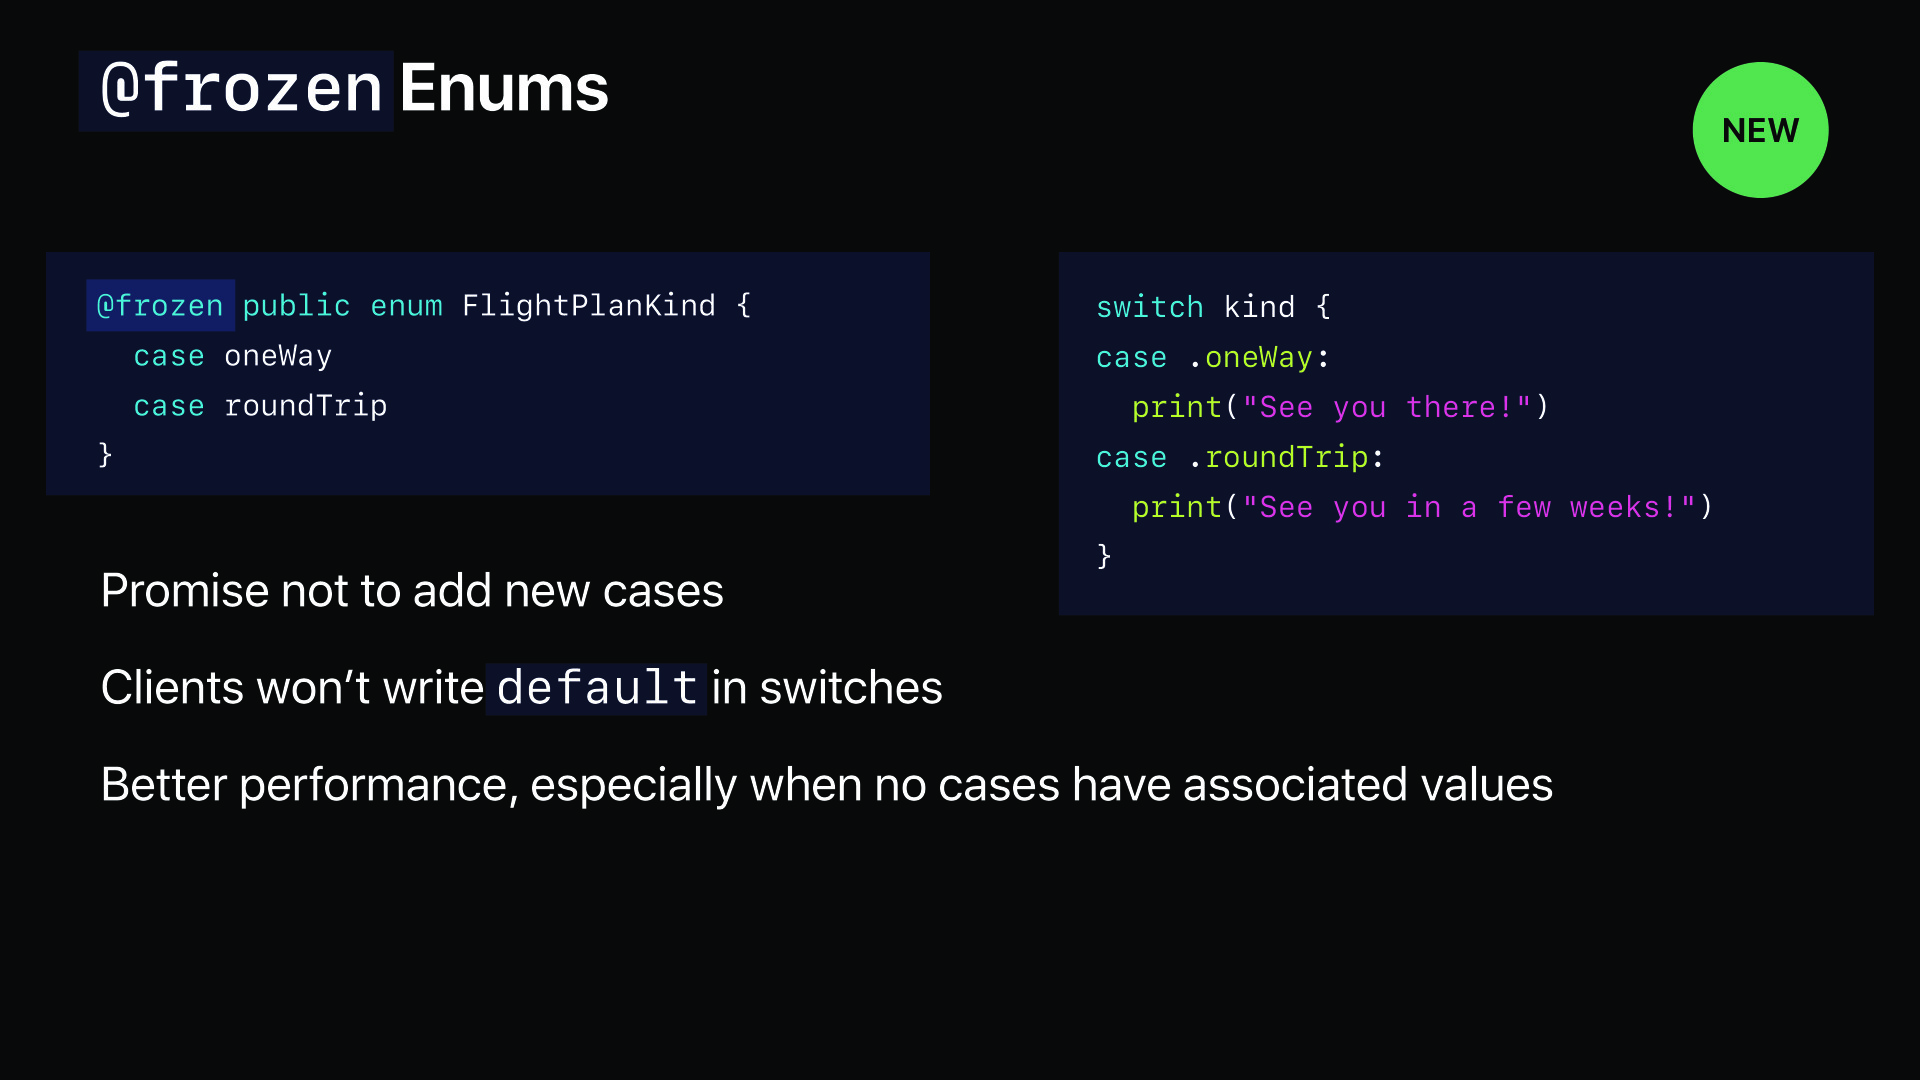 @frozen Enums
NEW
@frozen public enum FlightPlanKind {
  case oneWay
  case roundTrip
}
switch kind {
case .oneWay:
  print("See you there!")
case .roundTrip:
  print("See you in a few weeks!")
}
Promise not to add new cases
Clients won’t write default in switches
Better performance, especially when no cases have associated values